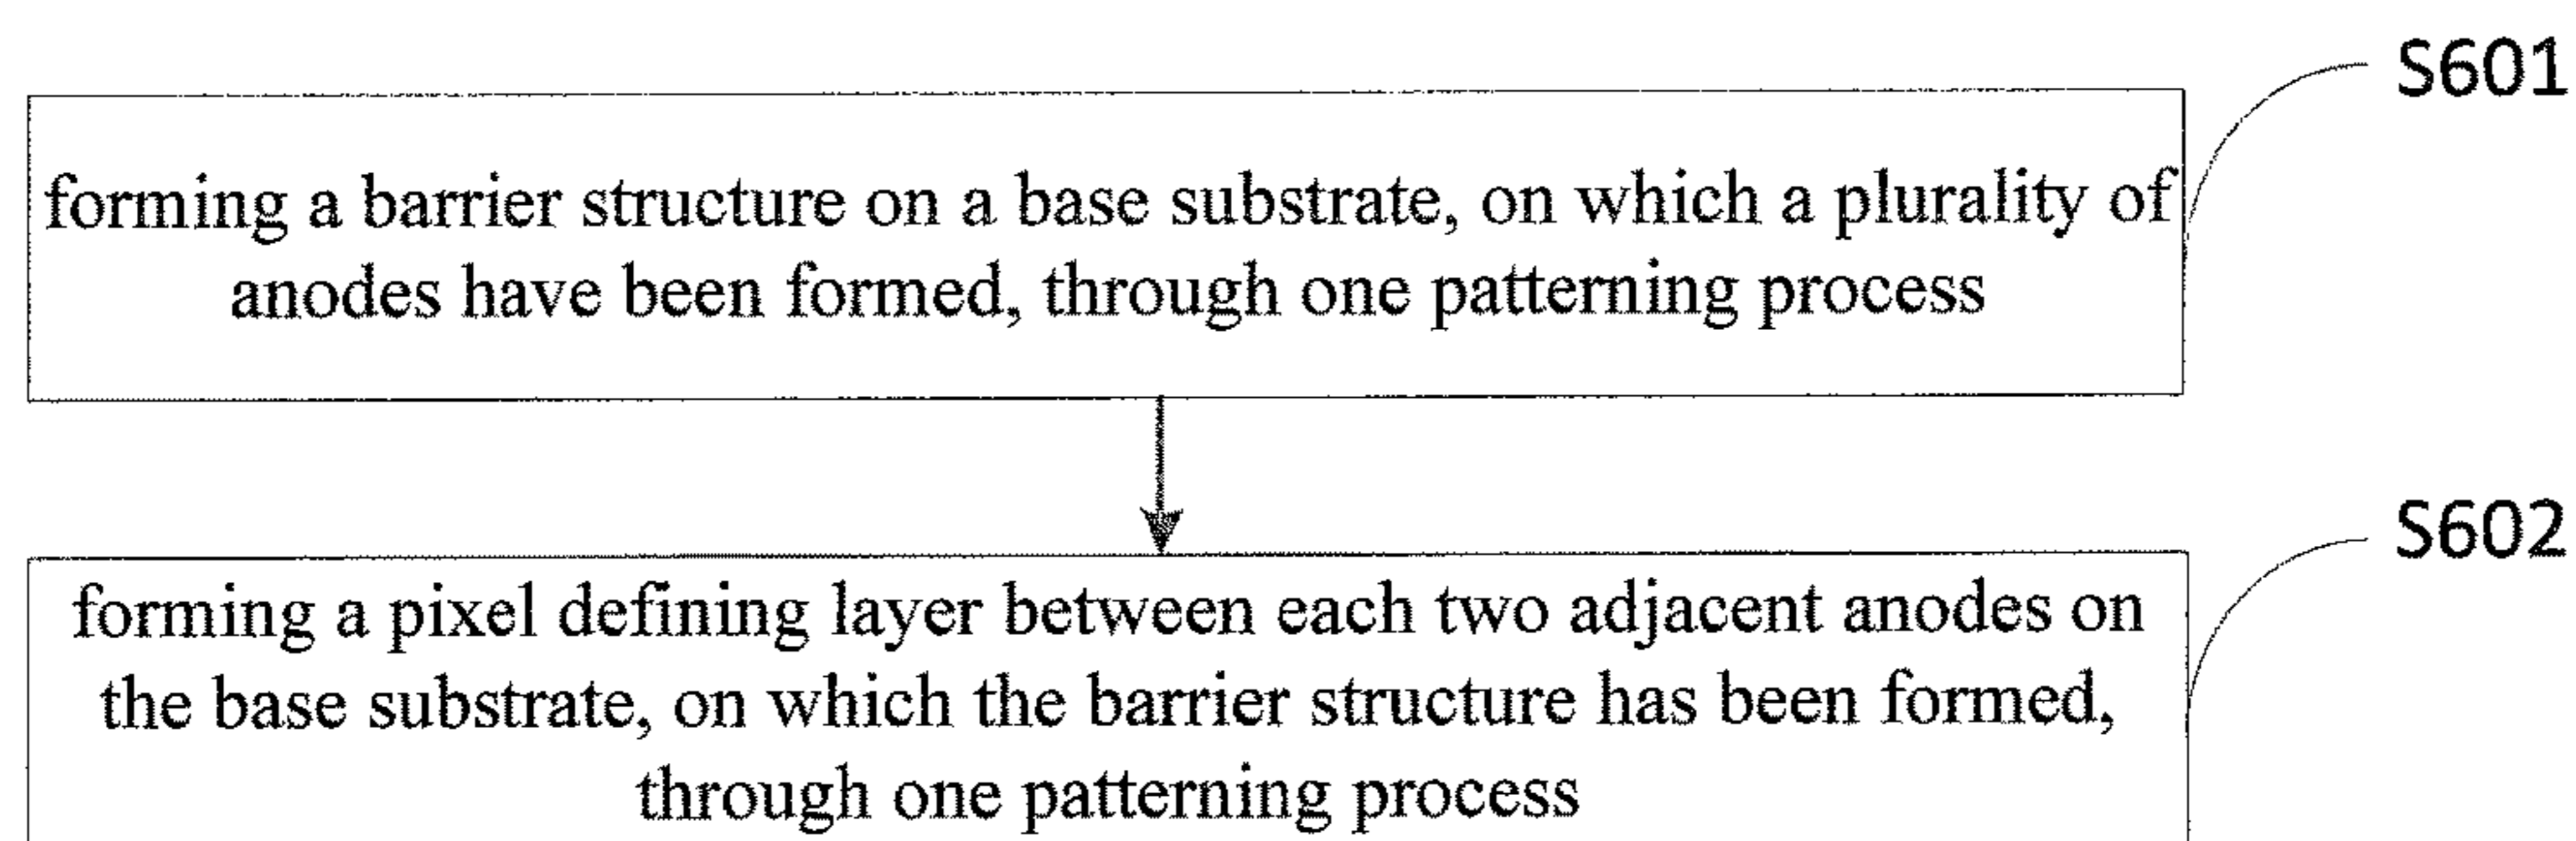 S601
forming a barrier structure on a base substrate, on which a plurality of
anodes have been formed, through one patterning process
S602
forming a pixel defining layer between each two adjacent anodes on
the base substrate, on which the barrier structure has been formed,
through one patterning process